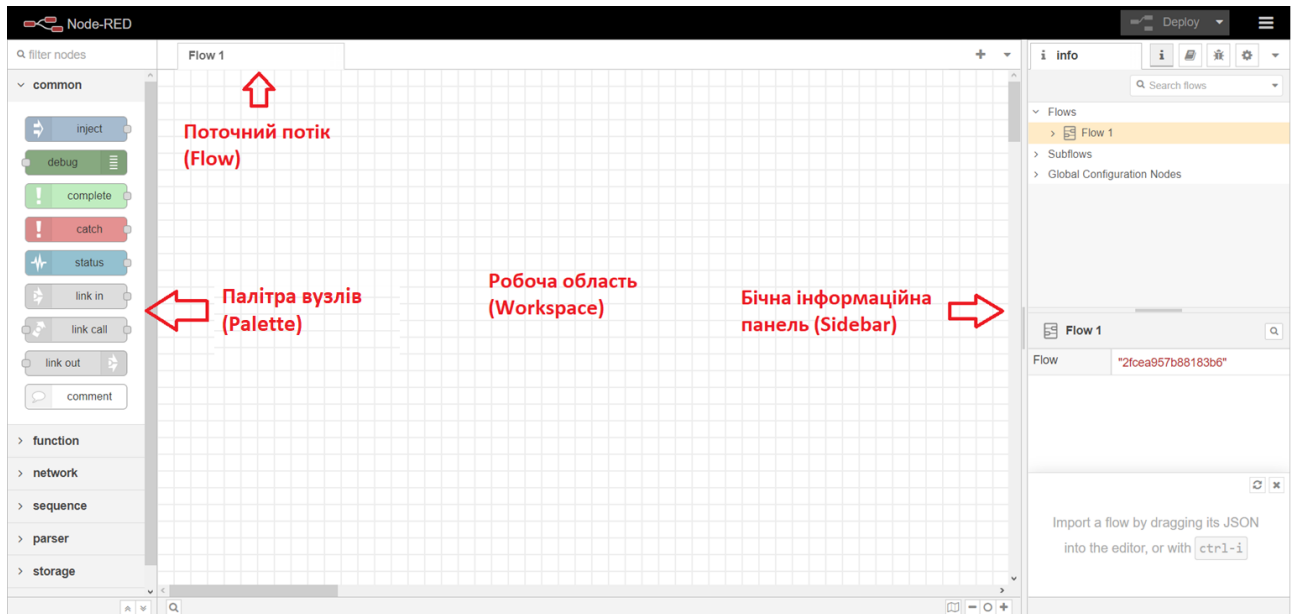 Node-RED
Deploy
filter nodes
Flow 1
i info
i
Search flows
common
inject
debug
complete
catch
status
link in
link call
link out
comment
function
network
sequence
parser
storage
Поточний потік
(Flow)
Палітра вузлів
(Palette)
Робоча область
(Workspace)
Бічна інформаційна
панель (Sidebar)
Flows
Flow 1
Subflows
Global Configuration Nodes
Flow 1
Flow "2fcea957b88183b6"
Import a flow by dragging its JSON
into the editor, or with ctrl-i